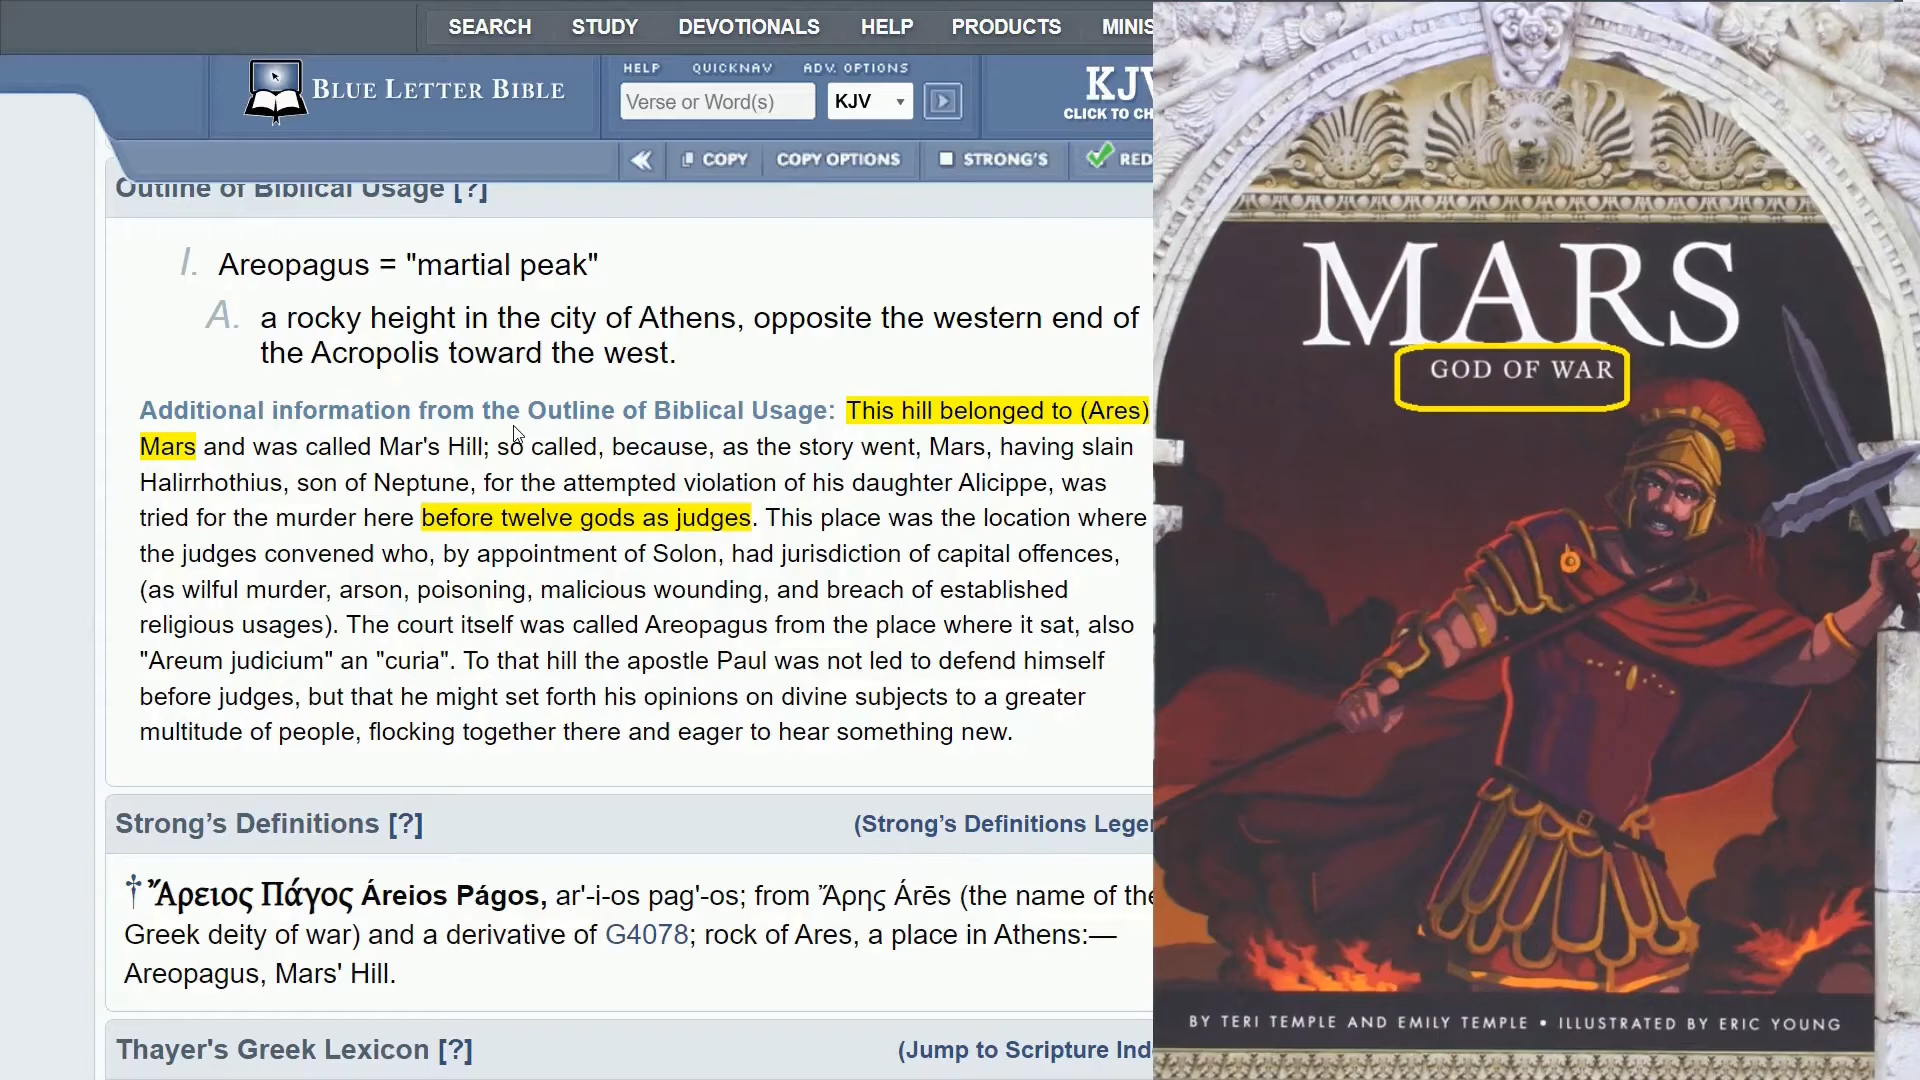 SEARCH STUDY DEVOTIONALS HELP PRODUCTS
BLUE LETTER BIBLE
HELP QUICKNAV ADV. OPTIONS
Verse or Word(s) KJV
CLICK TO
COPY COPY OPTIONS STRONG'S RED
Outline of Biblical Usage [?]
I. Areopagus = "martial peak"
A. a rocky height in the city of Athens, opposite the western end of
the Acropolis toward the west.
Additional information from the Outline of Biblical Usage: This hill belonged to (Ares)
Mars and was called Mar's Hill; so called, because, as the story went, Mars, having slain
Halirrhothius, son of Neptune, for the attempted violation of his daughter Alicippe, was
tried for the murder here before twelve gods as judges. This place was the location where
the judges convened who, by appointment of Solon, had jurisdiction of capital offences,
(as wilful murder, arson, poisoning, malicious wounding, and breach of established
religious usages). The court itself was called Areopagus from the place where it sat, also
"Areum judicium" an "curia". To that hill the apostle Paul was not led to defend himself
before judges, but that he might set forth his opinions on divine subjects to a greater
multitude of people, flocking together there and eager to hear something new.
Strong’s Definitions [?] (Strong’s Definitions
†Ἄρειος Πάγος Áreios Págos, ar'-i-os pag'-os; from Ἄρης Árēs (the name of the
Greek deity of war) and a derivative of G4078; rock of Ares, a place in Athens:—
Areopagus, Mars' Hill.
Thayer's Greek Lexicon [?] (Jump to Scripture
MARS
GOD OF WAR
BY TERI TEMPLE AND EMILY TEMPLE • ILLUSTRATED BY ERIC YOUNG